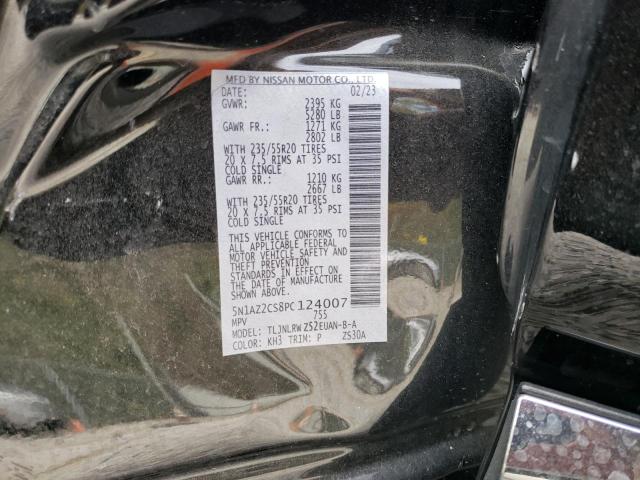 MFD BY NISSAN MOTOR CO., LTD.
DATE: 02/23
GVWR: 2395 KG
5280 LB
GAWR FR.: 1271 KG
2802 LB
WITH 235/55R20 TIRES
20 X 7.5 RIMS AT 35 PSI
COLD SINGLE
GAWR RR.: 1210 KG
2667 LB
WITH 235/55R20 TIRES
20 X 7.5 RIMS AT 35 PSI
COLD SINGLE
THIS VEHICLE CONFORMS TO
ALL APPLICABLE FEDERAL
MOTOR VEHICLE SAFETY AND
THEFT PREVENTION
STANDARDS IN EFFECT ON
THE DATE OF MANUFACTURE
SHOWN ABOVE.
5N1AZ2CS8PC124007
MPV 755
MODEL: TLJNLRWZS2EUAN-B-A
COLOR: KH3 TRIM: P ZS30A